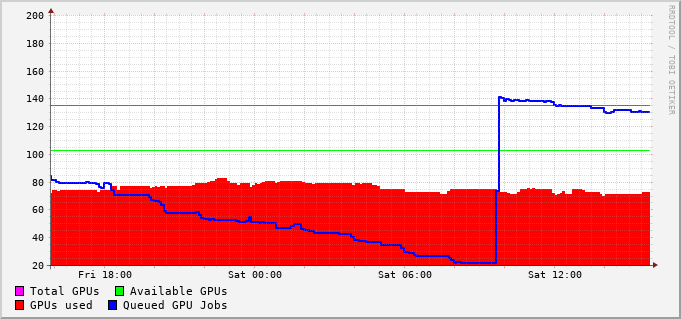 200
180
160
140
120
100
80
60
40
20
Fri 18:00 Sat 00:00 Sat 06:00 Sat 12:00
Total GPUs Available GPUs
GPUs used Queued GPU Jobs
RRDTOOL / TOBI OETIKER